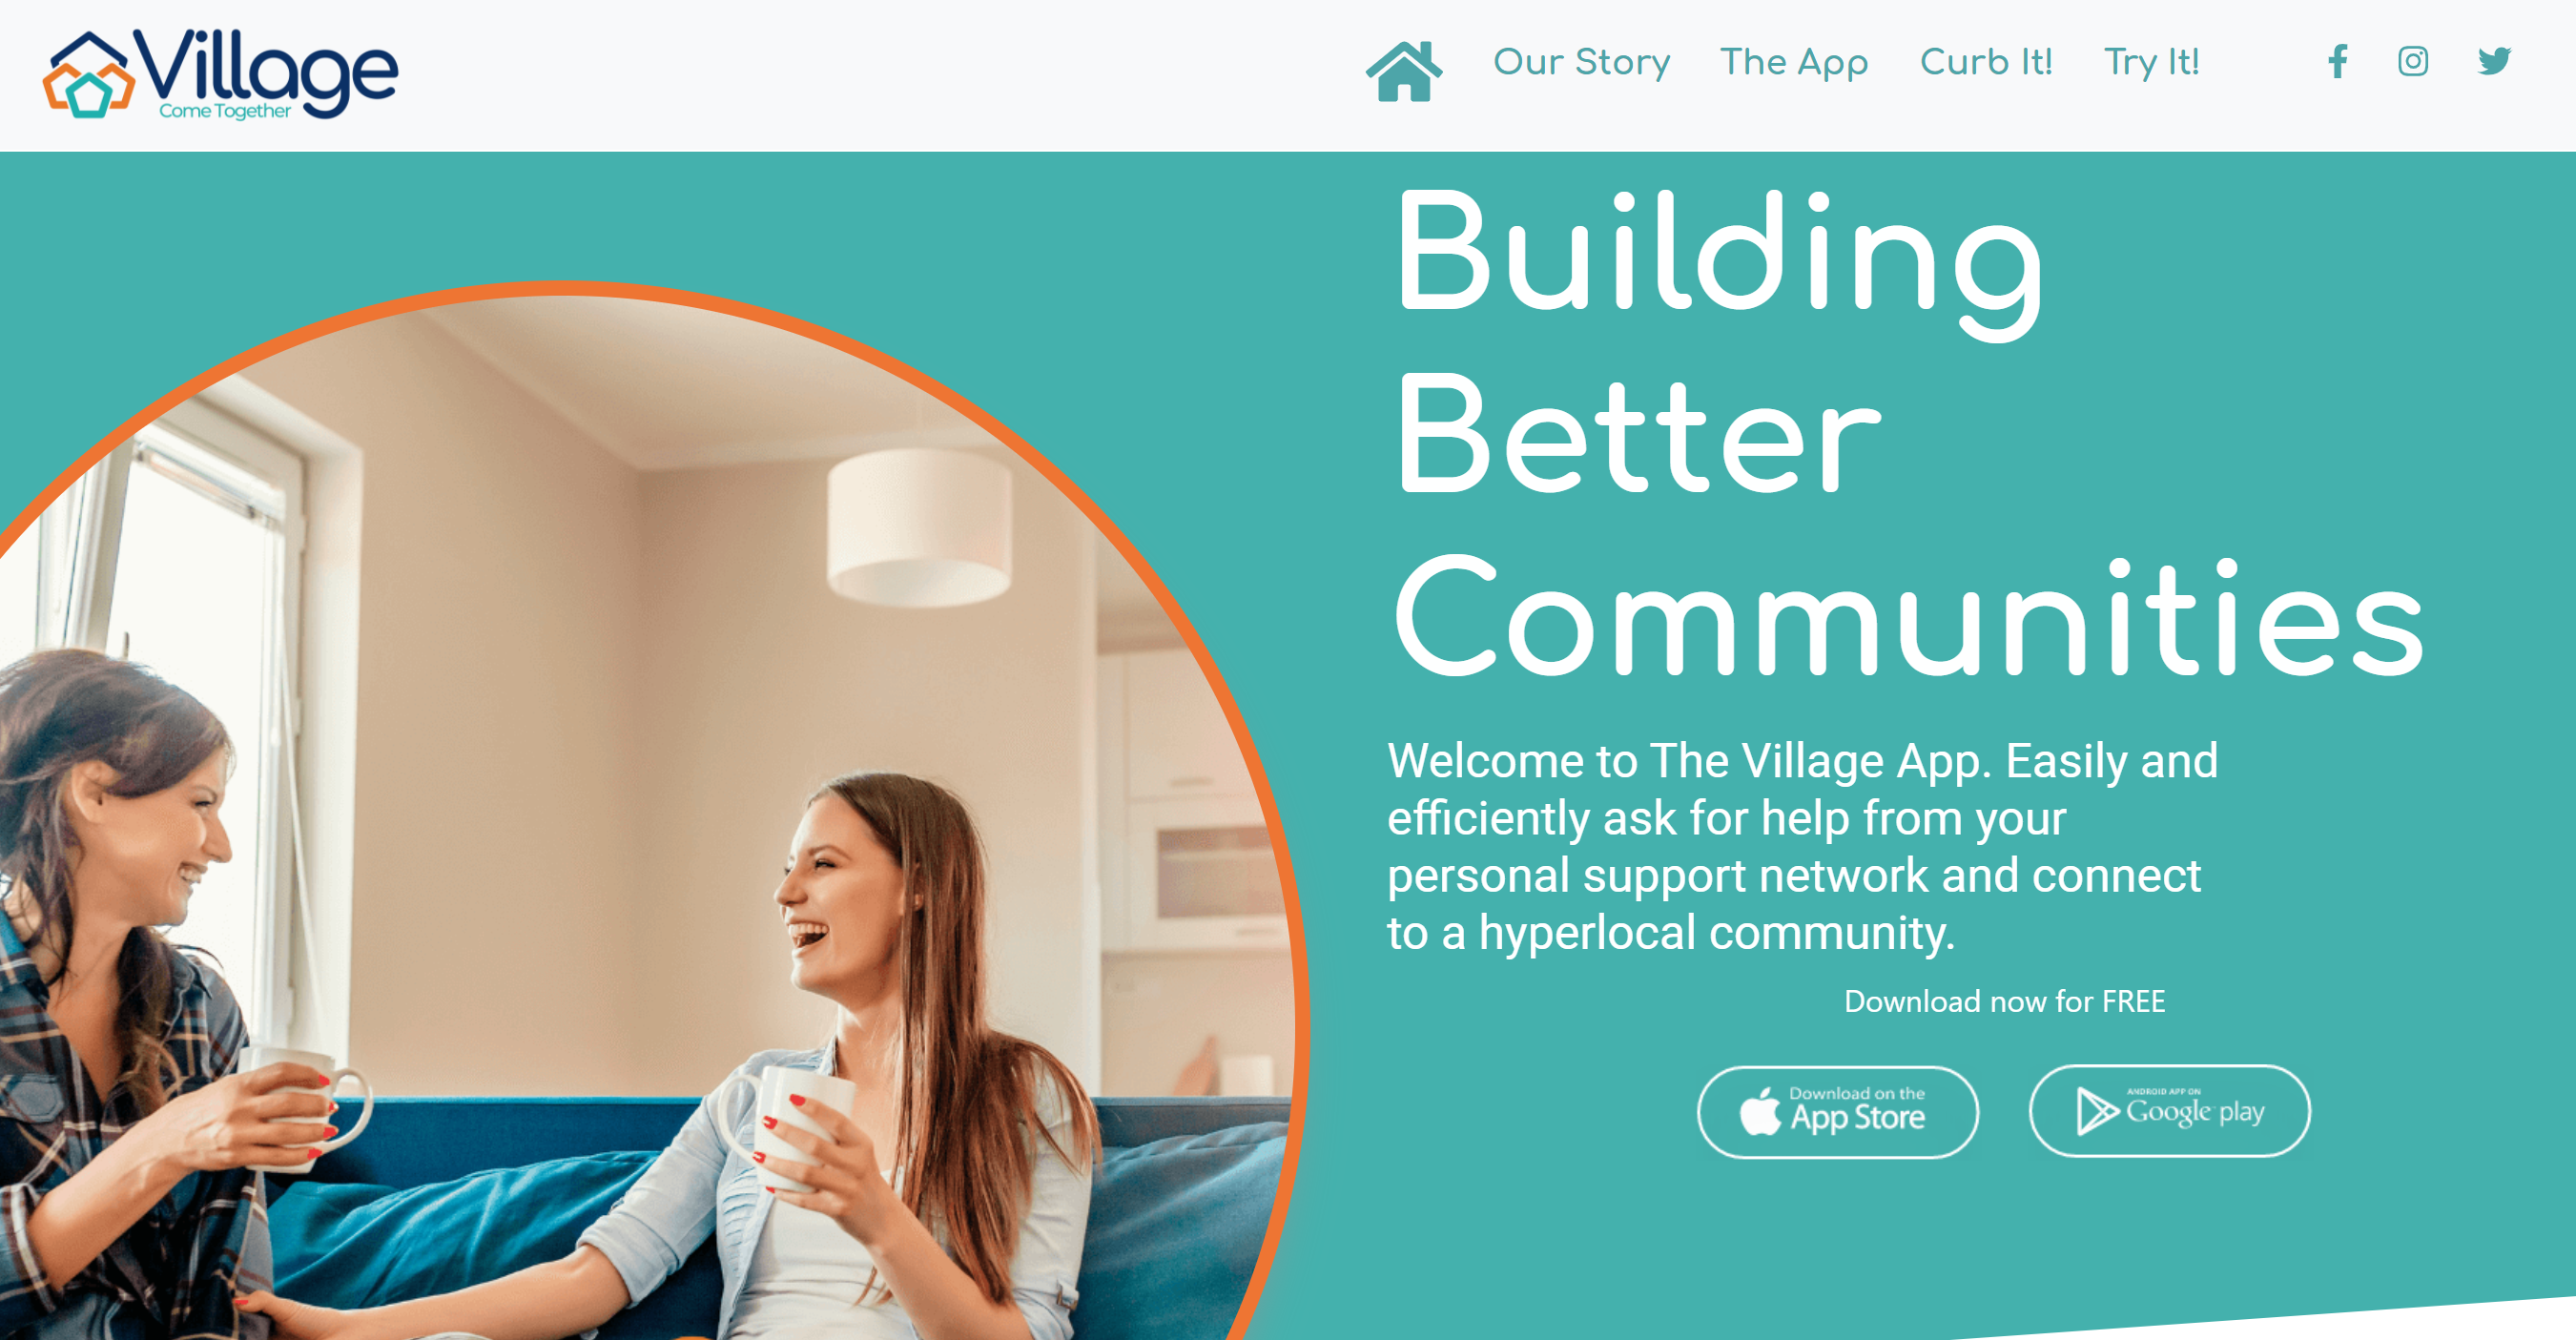 Village
Come Together
Our Story
The App
Curb It!
Try It!
Building
Better
Communities
Welcome to The Village App. Easily and
efficiently ask for help from your
personal support network and connect
to a hyperlocal community.
Download now for FREE
Download on the
App Store
ANDROID APP ON
Google play